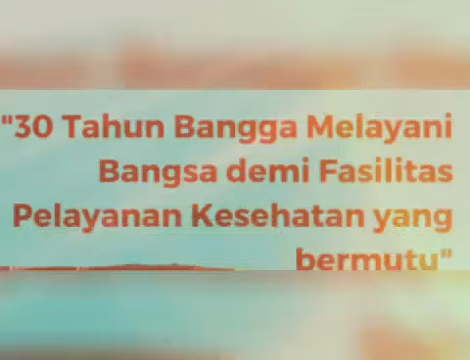 "30 Tahun Bangga Melayani
Bangsa demi Fasilitas
Pelayanan Kesehatan yang
bermutu"